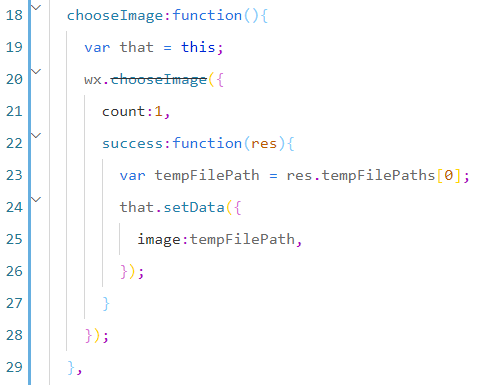 18 chooseImage:function(){
19 var that = this;
20 wx.chooseImage({
21 count:1,
22 success:function(res){
23 var tempFilePath = res.tempFilePaths[0];
24 that.setData({
25 image:tempFilePath,
26 });
27 }
28 });
29 },